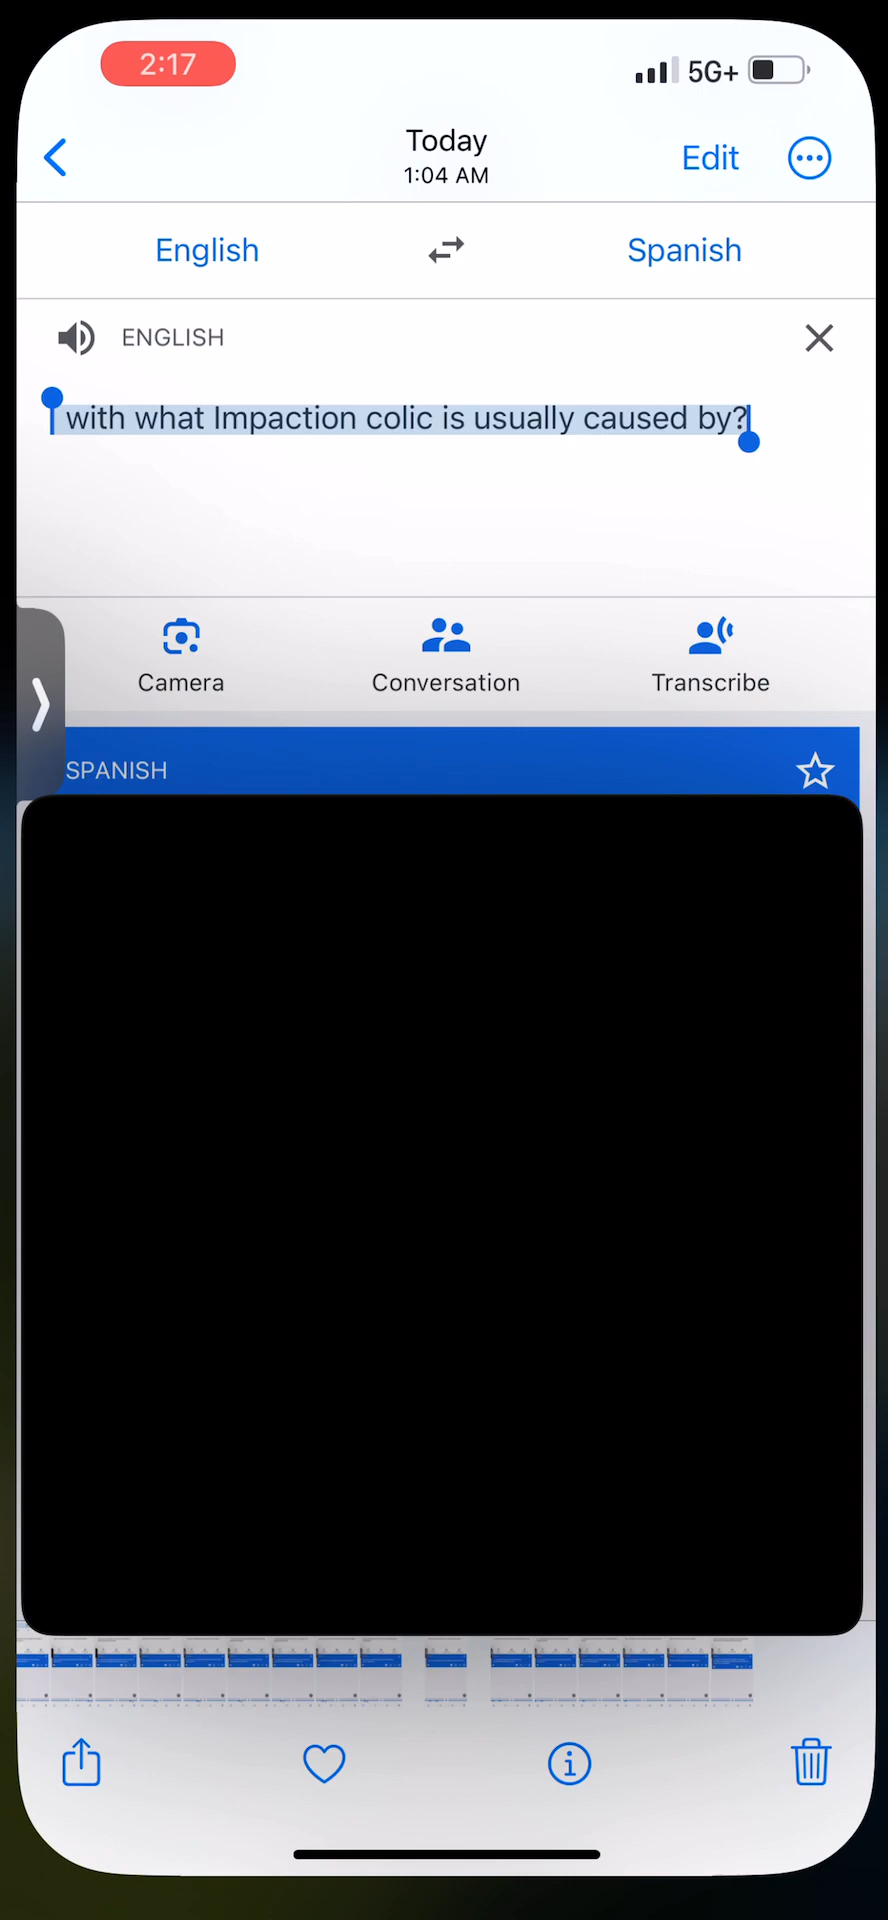 2:17
5G+
Today
1:04 AM
Edit
English
Spanish
ENGLISH
with what Impaction colic is usually caused by?
Camera
Conversation
Transcribe
SPANISH